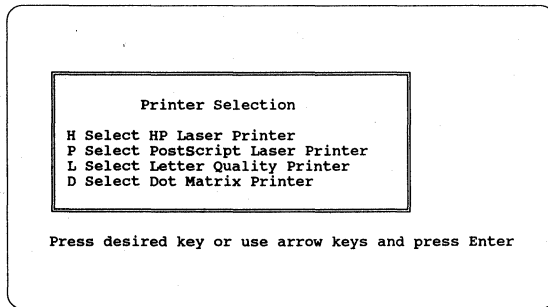 Printer Selection
H Select HP Laser Printer
P Select PostScript Laser Printer
L Select Letter Quality Printer
D Select Dot Matrix Printer
Press desired key or use arrow keys and press Enter